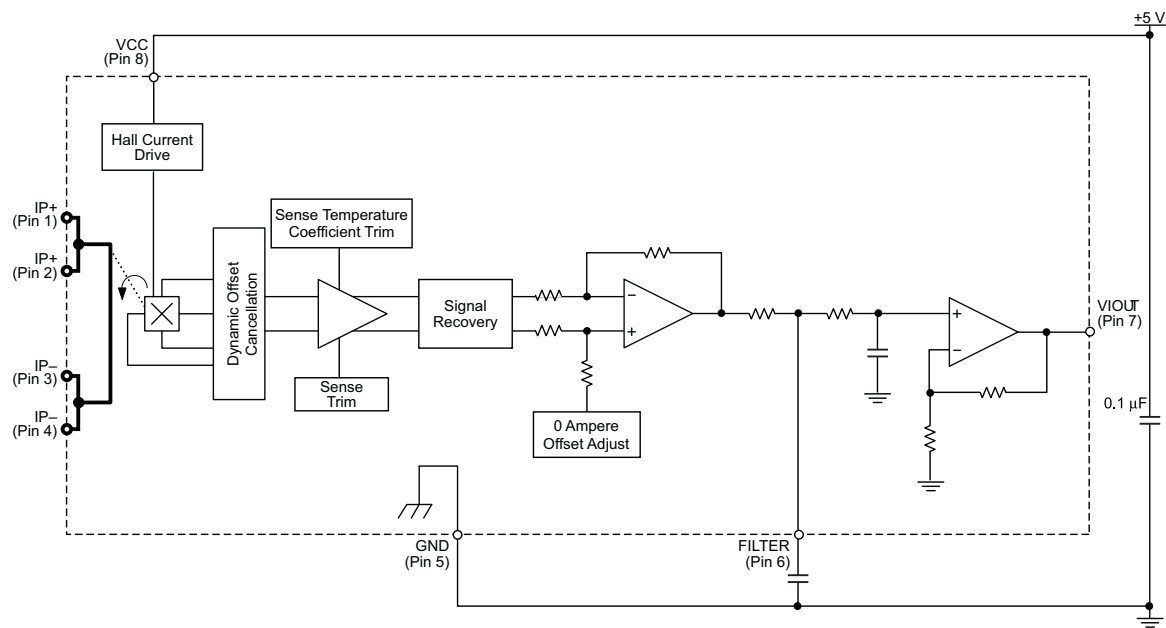 +5 V
VCC
(Pin 8)
Hall Current
Drive
IP+
(Pin 1)
IP+
(Pin 2)
IP−
(Pin 3)
IP−
(Pin 4)
Dynamic Offset
Cancellation
Sense Temperature
Coefficient Trim
Sense
Trim
Signal
Recovery
0 Ampere
Offset Adjust
−
+
+
−
VIOUT
(Pin 7)
0.1 µF
GND
(Pin 5)
FILTER
(Pin 6)